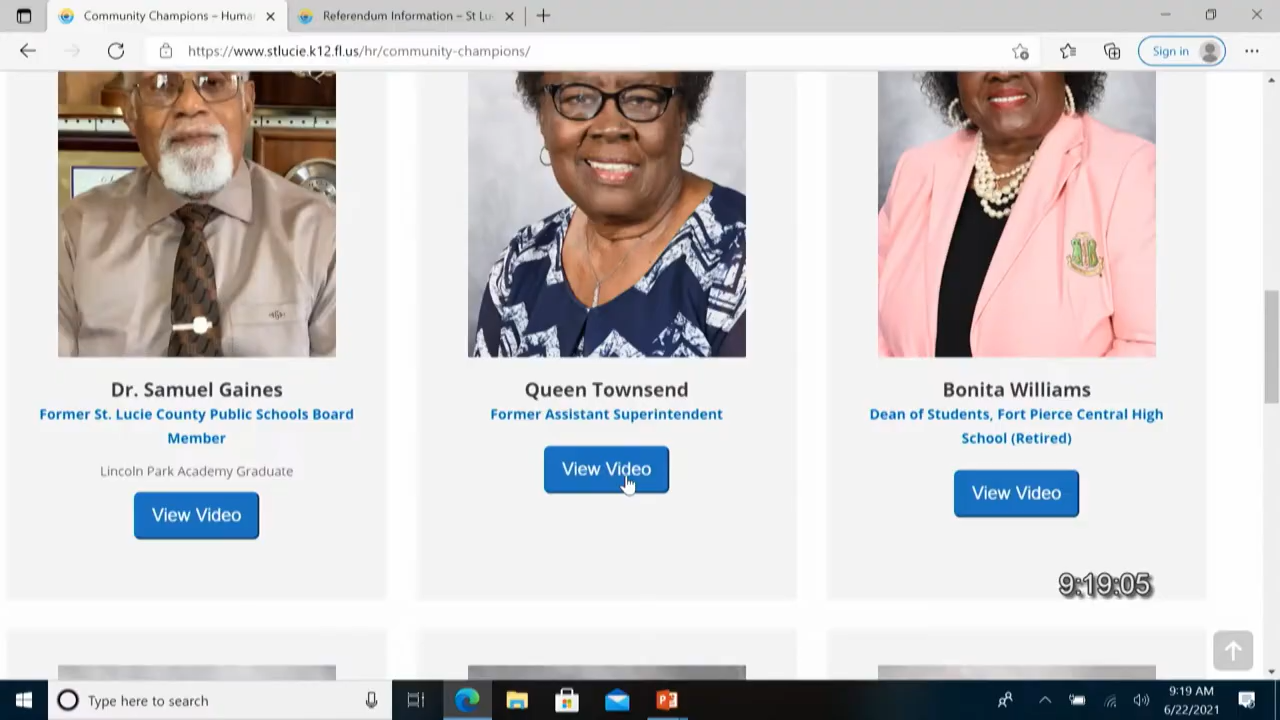 Community Champions – Huma
Referendum Information – St Lu
https://www.stlucie.k12.fl.us/hr/community-champions/
Sign in
Dr. Samuel Gaines
Former St. Lucie County Public Schools Board
Member
Lincoln Park Academy Graduate
View Video
Queen Townsend
Former Assistant Superintendent
View Video
Bonita Williams
Dean of Students, Fort Pierce Central High
School (Retired)
View Video
9:19:05
Type here to search
9:19 AM
6/22/2021